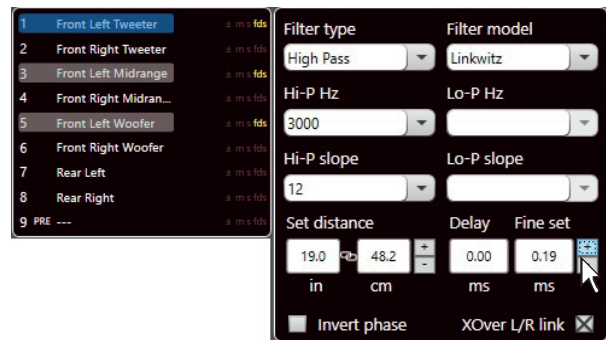 1 Front Left Tweeter ± m s fds
2 Front Right Tweeter ± m s fds
3 Front Left Midrange ± m s fds
4 Front Right Midran... ± m s fds
5 Front Left Woofer ± m s fds
6 Front Right Woofer ± m s fds
7 Rear Left ± m s fds
8 Rear Right ± m s fds
9 PRE --- ± m s fds
Filter type Filter model
High Pass Linkwitz
Hi-P Hz Lo-P Hz
3000
Hi-P slope Lo-P slope
12
Set distance Delay Fine set
19.0 48.2 + - 0.00 0.19 +
in cm ms ms
Invert phase XOver L/R link